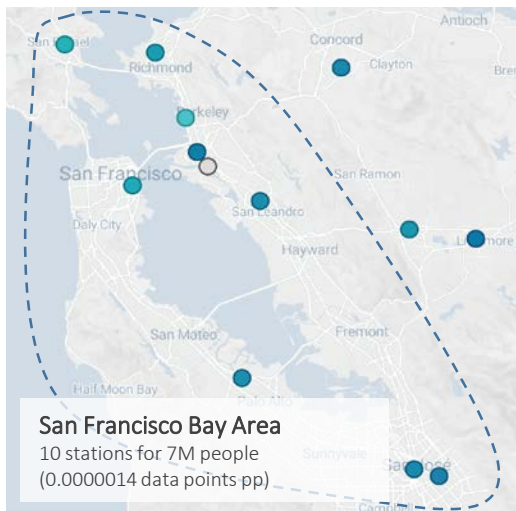 Antioch
San Rafael
Concord
Clayton
Richmond
Berkeley
San Francisco
San Ramon
San Leandro
Daly City
Livermore
Hayward
Fremont
San Mateo
Half Moon Bay
Palo Alto
San Francisco Bay Area
10 stations for 7M people
(0.0000014 data points pp)
Sunnyvale
San José